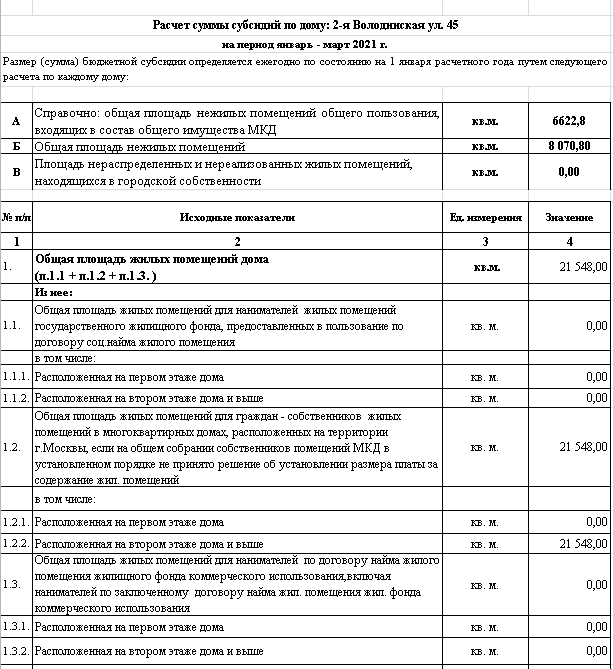 Расчет суммы субсидий по дому: 2-я Володинская ул. 45
на период январь - март 2021 г.
Размер (сумма) бюджетной субсидии определяется ежегодно по состоянию на 1 января расчетного года путем следующего
расчета по каждому дому:
А Справочно: общая площадь нежилых помещений общего пользования, кв.м. 6622,8
входящих в состав общего имущества МКД
Б Общая площадь нежилых помещений кв.м. 8 070,80
В Площадь нераспределенных и нереализованных жилых помещений, кв.м. 0,00
находящихся в городской собственности
№ п/п Исходные показатели Ед. измерения Значение
1 2 3 4
1. Общая площадь жилых помещений дома кв.м. 21 548,00
(п.1.1 + п.1.2 + п.1.3. )
Из нее:
1.1. Общая площадь жилых помещений для нанимателей жилых помещений
государственного жилищного фонда, предоставленных в пользование по кв. м. 0,00
договору соц.найма жилого помещения
в том числе:
1.1.1. Расположенная на первом этаже дома кв. м. 0,00
1.1.2. Расположенная на втором этаже дома и выше кв. м. 0,00
Общая площадь жилых помещений для граждан - собственников жилых
помещений в многоквартирных домах, расположенных на территории
1.2. г.Москвы, если на общем собрании собственников помещений МКД в кв. м. 21 548,00
установленном порядке не принято решение об установлении размера платы за
содержание жил. помещений
в том числе:
1.2.1. Расположенная на первом этаже дома кв. м. 0,00
1.2.2. Расположенная на втором этаже дома и выше кв. м. 21 548,00
Общая площадь жилых помещений для нанимателей по договору найма жилого
1.3. помещения жилищного фонда коммерческого использования,включая кв. м. 0,00
нанимателей по заключенному договору найма жил. помещения жил. фонда
коммерческого использования
1.3.1. Расположенная на первом этаже дома кв. м. 0,00
1.3.2. Расположенная на втором этаже дома и выше кв. м. 0,00